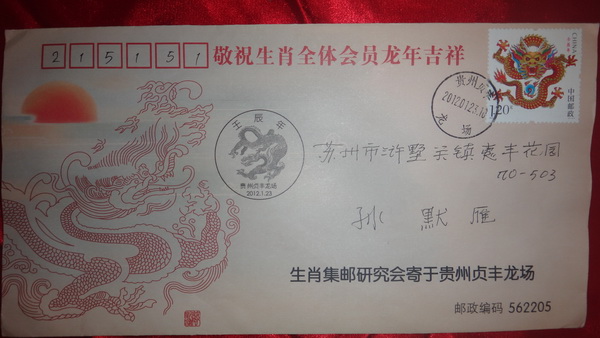 215151
敬祝生肖全体会员龙年吉祥
CHINA
中国邮政
1.20元
贵州贞丰
2012.01.23.10
龙场
壬辰年
贵州贞丰龙场
2012.1.23
苏州市浒墅关镇惠丰花园
70-503
孙默雁
生肖集邮研究会寄于贵州贞丰龙场
邮政编码 562205